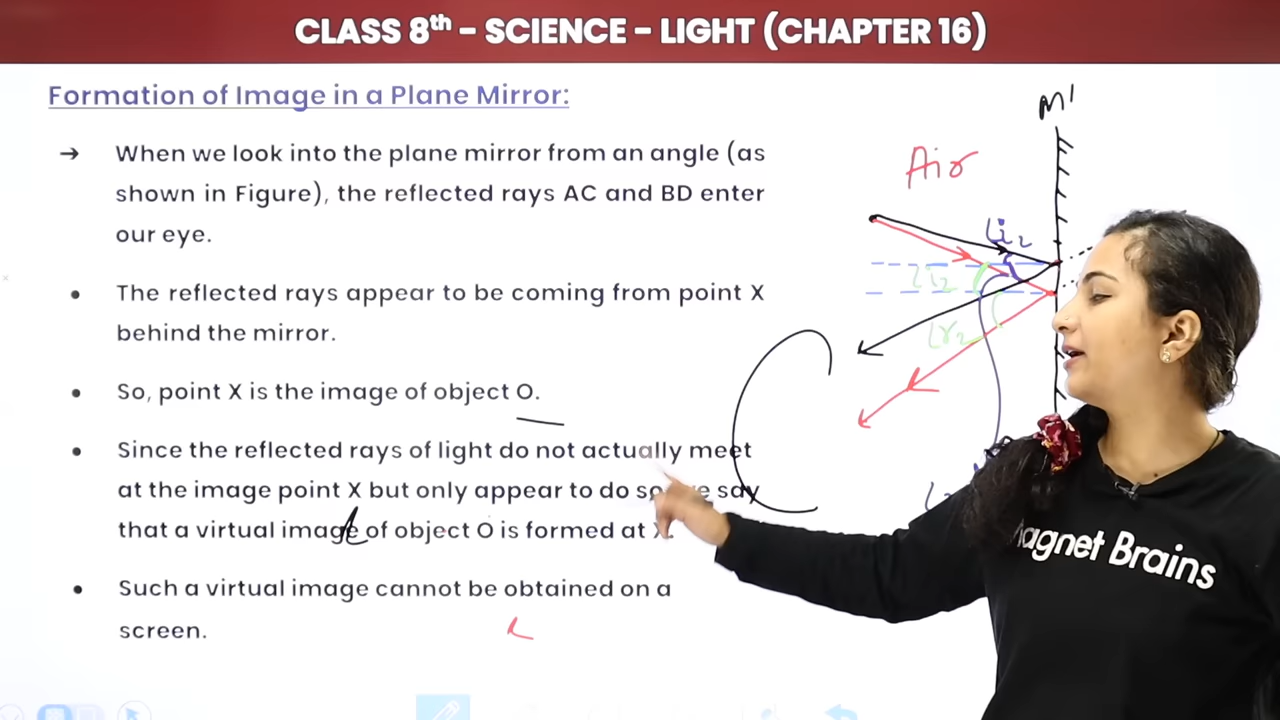 CLASS 8th – SCIENCE – LIGHT (CHAPTER 16)
Formation of Image in a Plane Mirror:
→ When we look into the plane mirror from an angle (as
shown in Figure), the reflected rays AC and BD enter
our eye.
• The reflected rays appear to be coming from point X
behind the mirror.
• So, point X is the image of object O.
• Since the reflected rays of light do not actually meet
at the image point X but only appear to do so say
that a virtual image of object O is formed at
• Such a virtual image cannot be obtained on a
screen.
M'
Air
∠i2
∠i2
∠r2
Magnet Brains